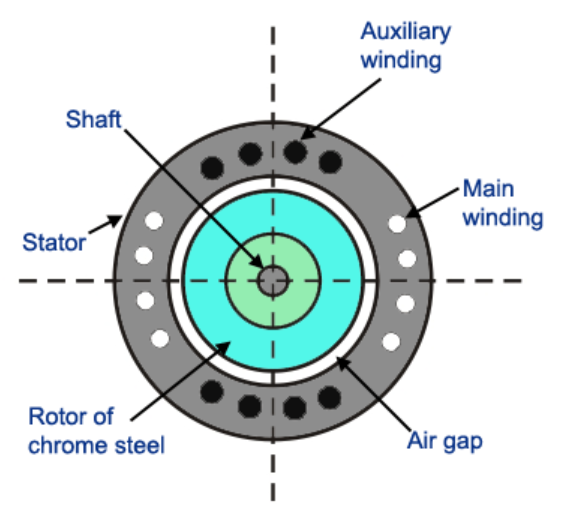 Auxiliary
winding
Shaft
Main
winding
Stator
Rotor of
chrome steel
Air gap